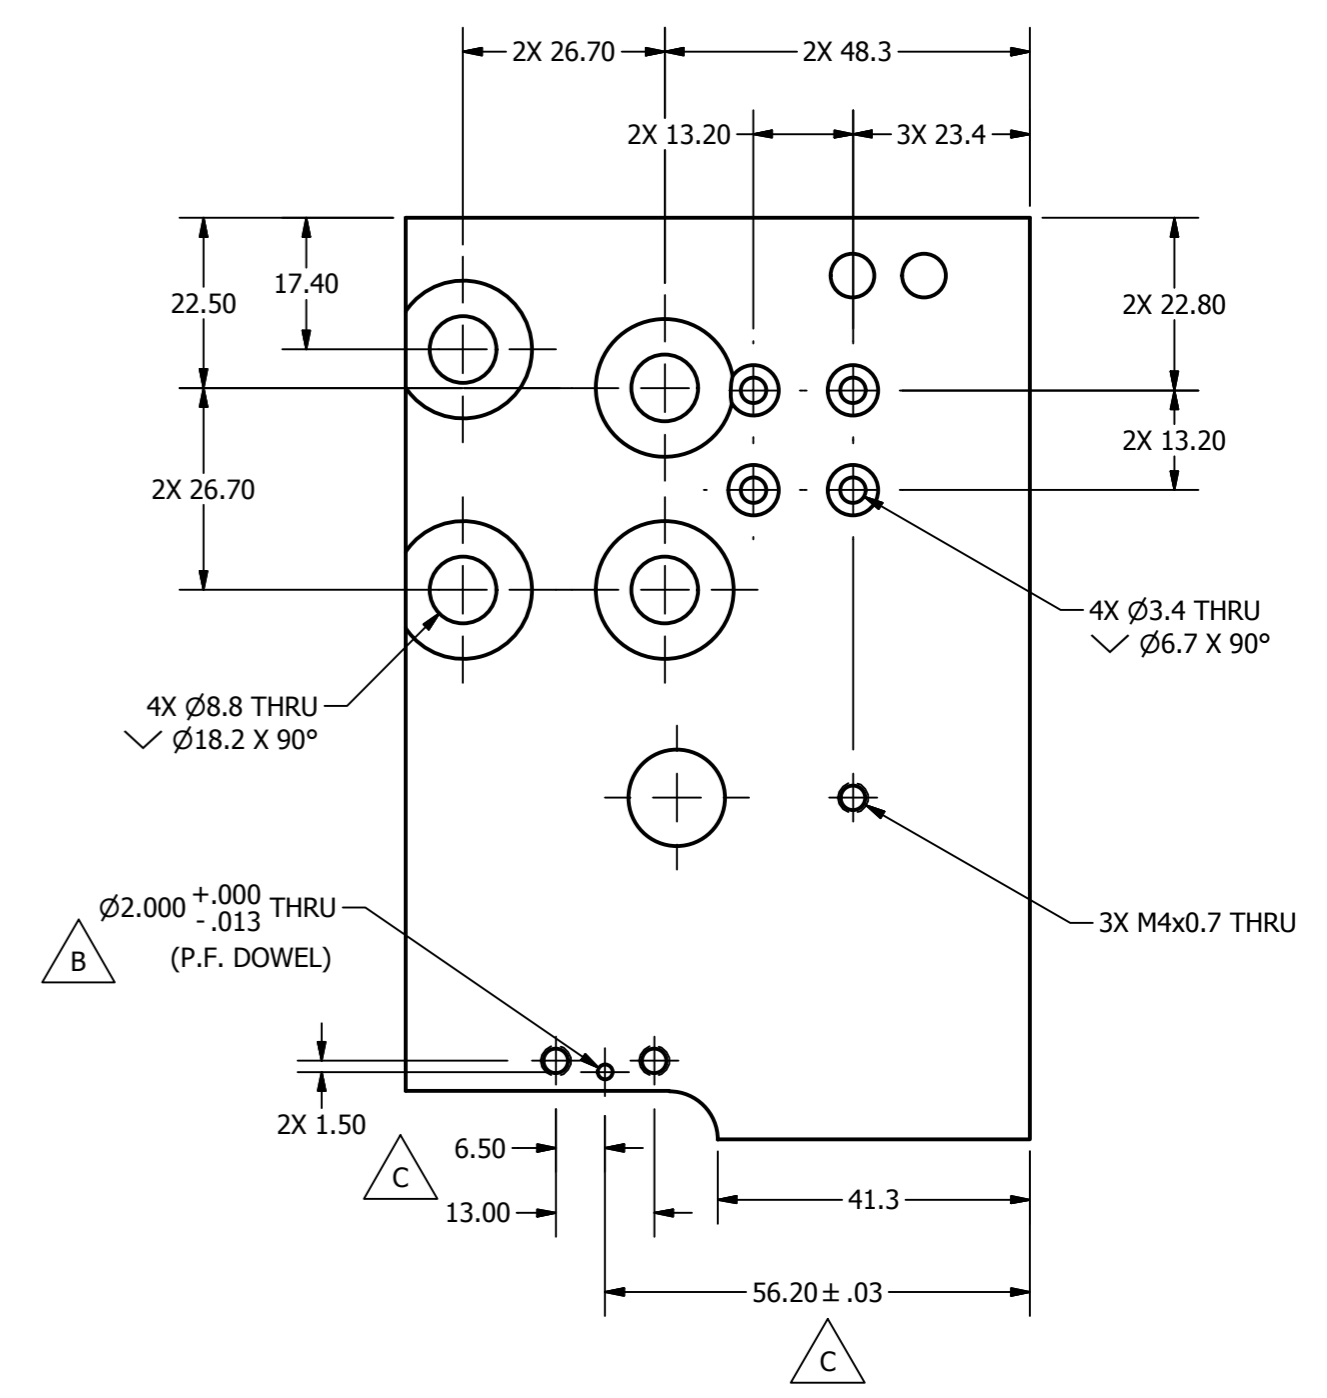 2X 26.70
2X 48.3
2X 13.20
3X 23.4
17.40
22.50
2X 22.80
2X 13.20
2X 26.70
4X Ø3.4 THRU
⌵ Ø6.7 X 90°
4X Ø8.8 THRU
⌵ Ø18.2 X 90°
Ø2.000 +.000 -.013 THRU
(P.F. DOWEL)
B
3X M4x0.7 THRU
2X 1.50
C
6.50
13.00
41.3
56.20 ± .03
C